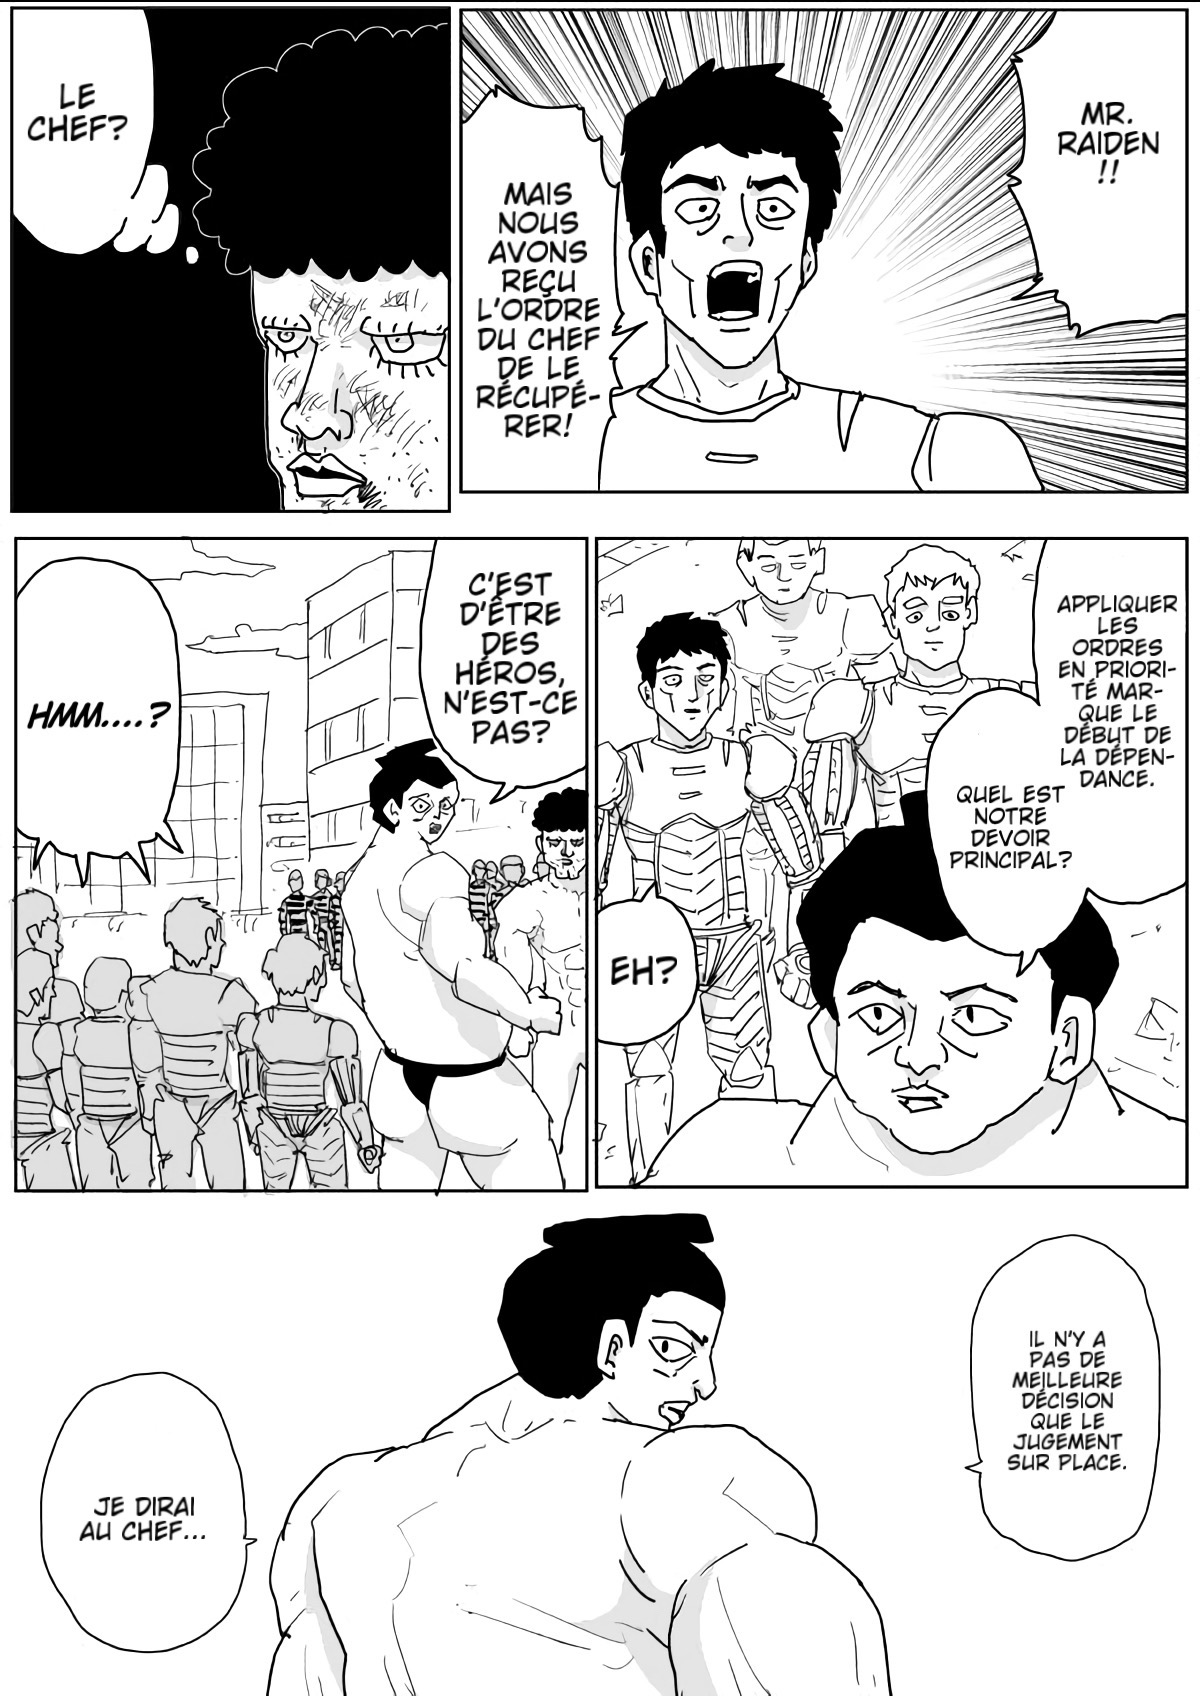 MR.
RAIDEN
!!
MAIS
NOUS
AVONS
REÇU
L'ORDRE
DU CHEF
DE LE
RÉCUPÉ-
RER!
LE
CHEF?
APPLIQUER
LES
ORDRES
EN PRIORI-
TÉ MAR-
QUE LE
DÉBUT DE
LA DÉPEN-
DANCE.
QUEL EST
NOTRE
DEVOIR
PRINCIPAL?
EH?
C'EST
D'ÊTRE
DES
HÉROS,
N'EST-CE
PAS?
HMM....?
IL N'Y A
PAS DE
MEILLEURE
DÉCISION
QUE LE
JUGEMENT
SUR PLACE.
JE DIRAI
AU CHEF...